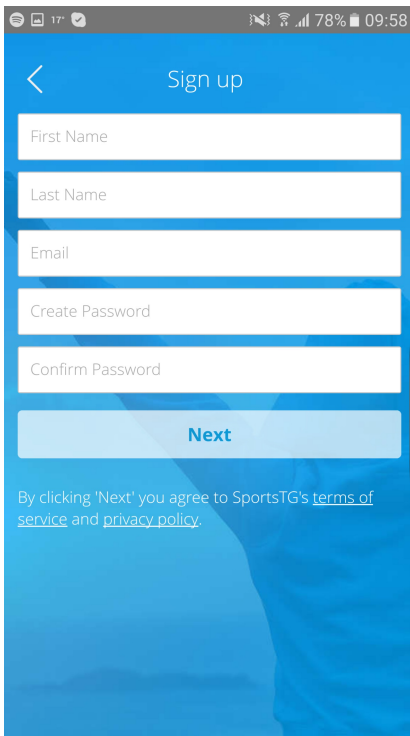 17° 78% 09:58
Sign up
First Name
Last Name
Email
Create Password
Confirm Password
Next
By clicking 'Next' you agree to SportsTG's terms of
service and privacy policy.